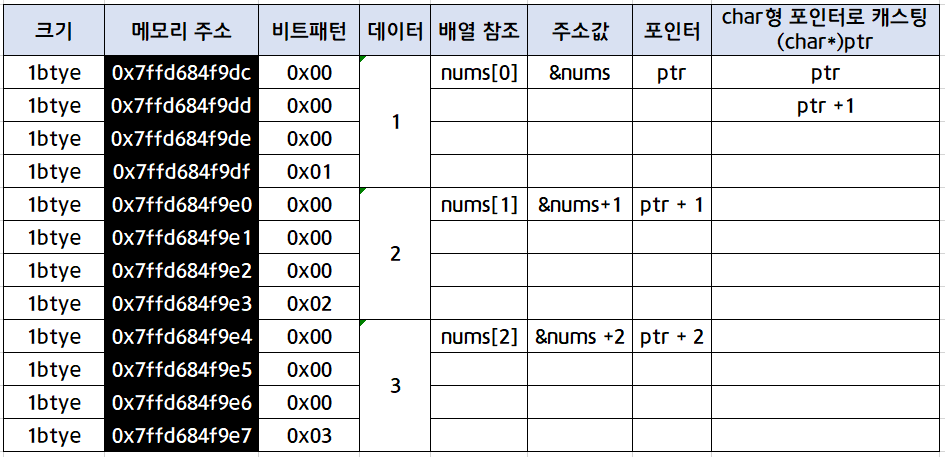 크기 메모리 주소 비트패턴 데이터 배열 참조 주소값 포인터 char형 포인터로 캐스팅
(char*)ptr
1btye 0x7ffd684f9dc 0x00 nums[0] &nums ptr ptr
1btye 0x7ffd684f9dd 0x00 ptr +1
1
1btye 0x7ffd684f9de 0x00
1btye 0x7ffd684f9df 0x01
1btye 0x7ffd684f9e0 0x00 nums[1] &nums+1 ptr + 1
1btye 0x7ffd684f9e1 0x00
2
1btye 0x7ffd684f9e2 0x00
1btye 0x7ffd684f9e3 0x02
1btye 0x7ffd684f9e4 0x00 nums[2] &nums +2 ptr + 2
1btye 0x7ffd684f9e5 0x00
3
1btye 0x7ffd684f9e6 0x00
1btye 0x7ffd684f9e7 0x03